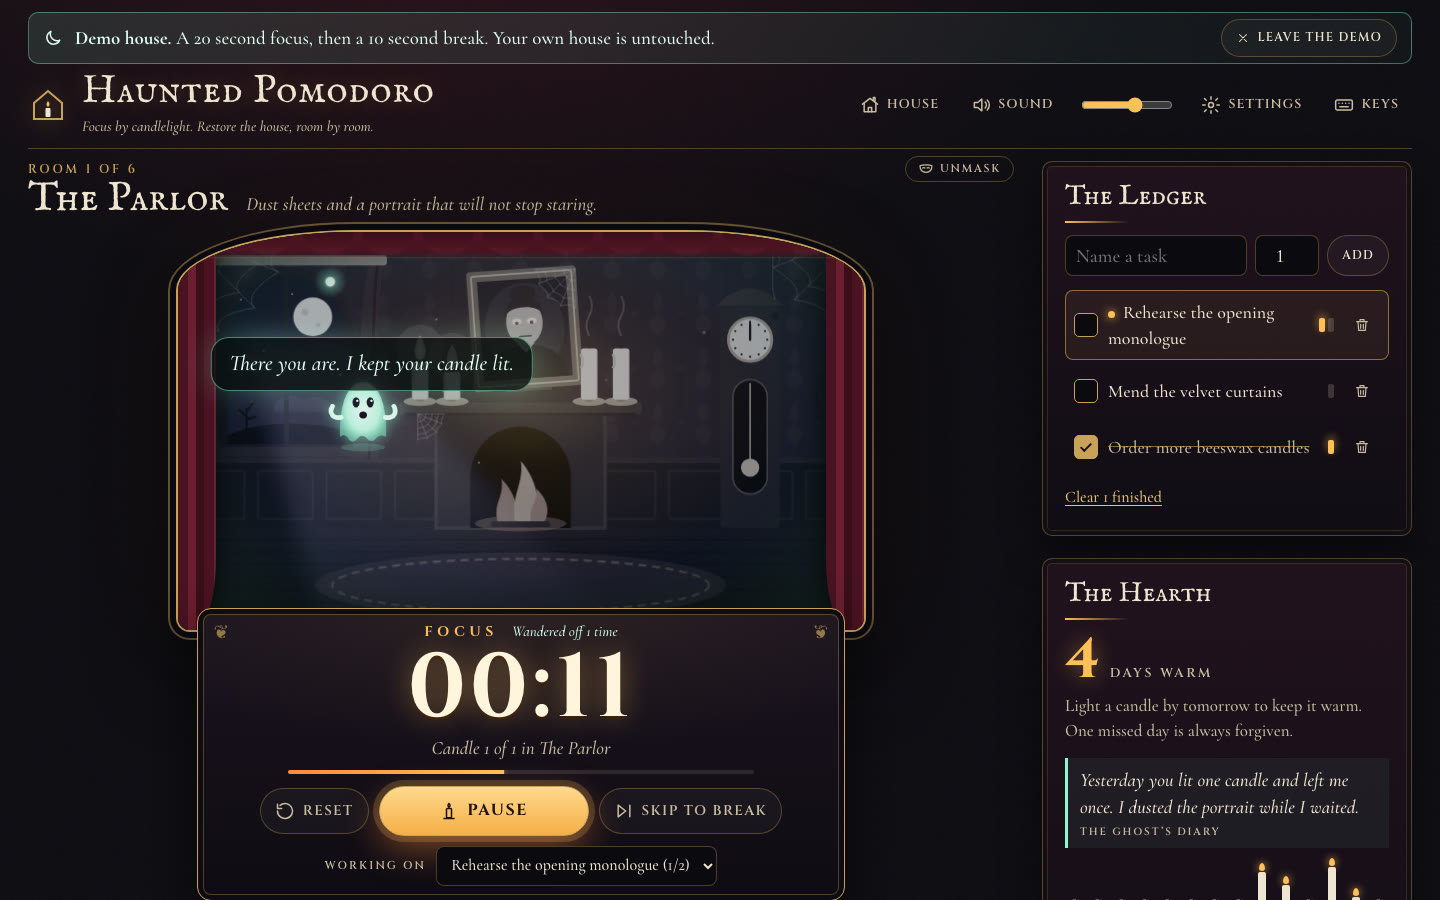 Demo house. A 20 second focus, then a 10 second break. Your own house is untouched.
LEAVE THE DEMO
Haunted Pomodoro
Focus by candlelight. Restore the house, room by room.
HOUSE
SOUND
SETTINGS
KEYS
ROOM 1 OF 6
UNMASK
The Parlor
Dust sheets and a portrait that will not stop staring.
There you are. I kept your candle lit.
FOCUS
Wandered off 1 time
00:11
Candle 1 of 1 in The Parlor
RESET
PAUSE
SKIP TO BREAK
WORKING ON
Rehearse the opening monologue (1/2)
The Ledger
Name a task
1
ADD
Rehearse the opening
monologue
Mend the velvet curtains
Order more beeswax candles
Clear 1 finished
The Hearth
4 DAYS WARM
Light a candle by tomorrow to keep it warm.
One missed day is always forgiven.
Yesterday you lit one candle and left me
once. I dusted the portrait while I waited.
THE GHOST'S DIARY